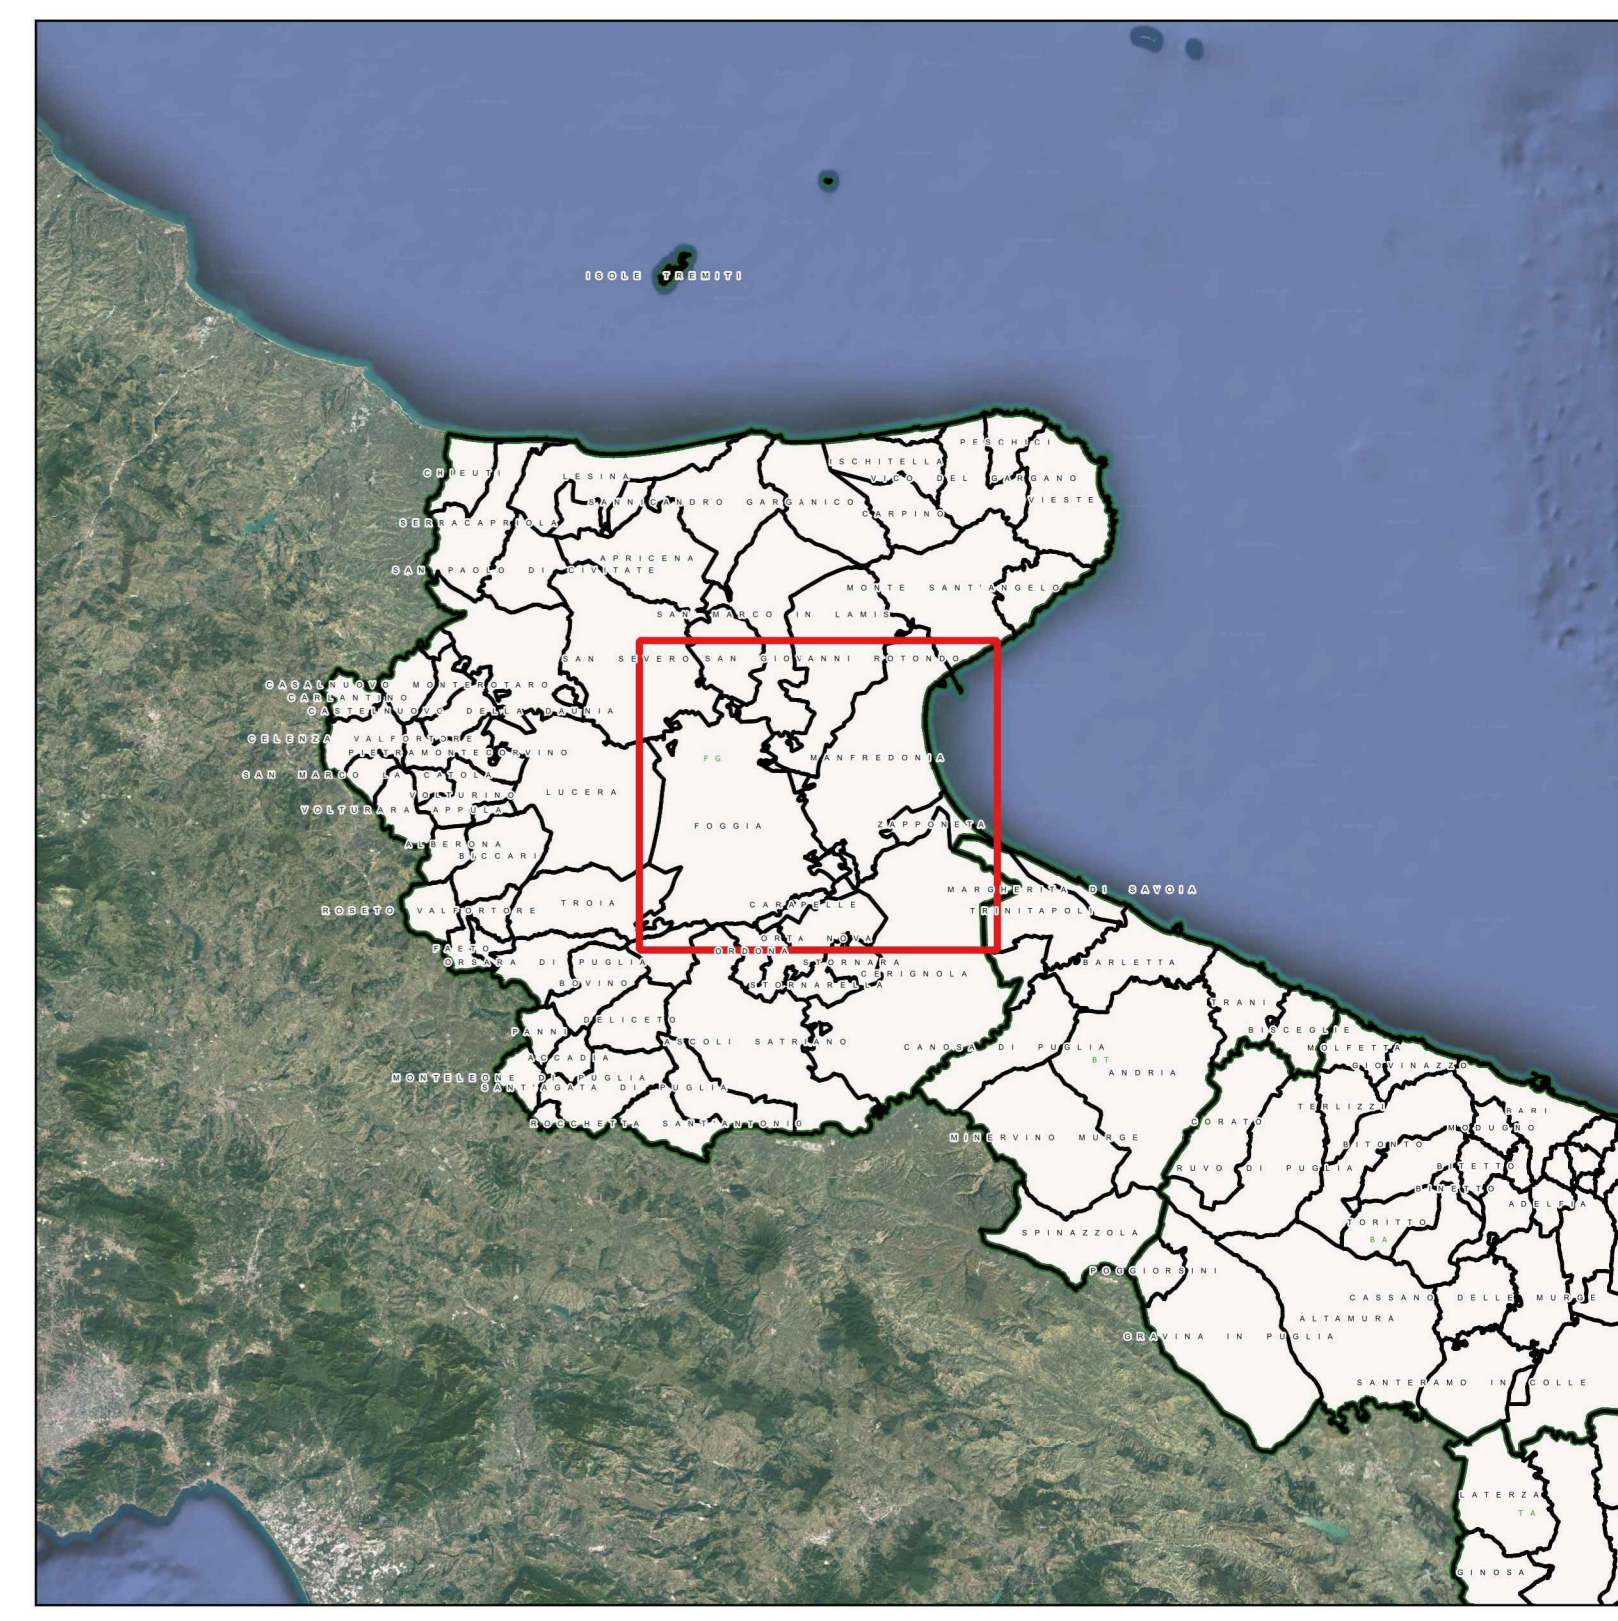 ISOLE TREMITI
PESCHICI
ISCHITELLA
CHIEUTI
LESINA
VICO DEL GARGANO
VIESTE
SANNICANDRO GARGANICO
CARPINO
SERRACAPRIOLA
APRICENA
SAN PAOLO DI CIVITATE
MONTE SANT'ANGELO
SAN MARCO IN LAMIS
SAN SEVERO
SAN GIOVANNI ROTONDO
CASALNUOVO MONTEROTARO
CARLANTINO
CASTELNUOVO DELLA DAUNIA
CELENZA VALFORTORE
PIETRAMONTECORVINO
FG
MANFREDONIA
SAN MARCO LA CATOLA
LUCERA
VOLTURINO
VOLTURARA APPULA
FOGGIA
ZAPPONETA
ALBERONA
BICCARI
MARGHERITA DI SAVOIA
TROIA
CARAPELLE
ROSETO VALFORTORE
TRINITAPOLI
ORTA NOVA
FAETO
ORDONA
ORSARA DI PUGLIA
STORNARA
BARLETTA
CERIGNOLA
BOVINO
STORNARELLA
TRANI
DELICETO
PANNI
BISCEGLIE
ASCOLI SATRIANO
CANOSA DI PUGLIA
MOLFETTA
ACCADIA
BT
GIOVINAZZO
ANDRIA
MONTELEONE DI PUGLIA
SANT'AGATA DI PUGLIA
TERLIZZI
BARI
ROCCHETTA SANT'ANTONIO
CORATO
MODUGNO
MINERVINO MURGE
BITONTO
RUVO DI PUGLIA
BITETTO
BINETTO
ADELFIA
TORITTO
SPINAZZOLA
BA
POGGIORSINI
CASSANO DELLE MURGE
ALTAMURA
GRAVINA IN PUGLIA
SANTERAMO IN COLLE
LATERZA
TA
GINOSA